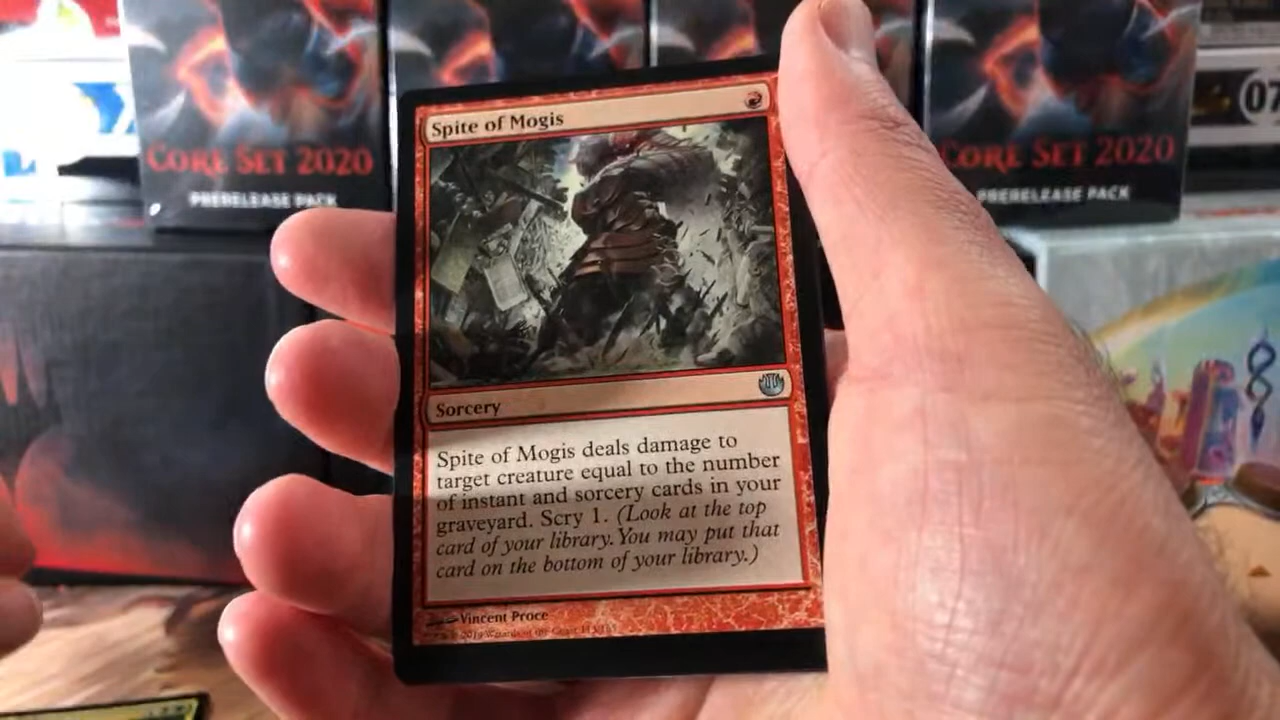 CORE SET 2020
PRERELEASE PACK
CORE SET 2020
PRERELEASE PACK
07
Spite of Mogis
Sorcery
Spite of Mogis deals damage to
target creature equal to the number
of instant and sorcery cards in your
graveyard. Scry 1. (Look at the top
card of your library. You may put that
card on the bottom of your library.)
Vincent Proce